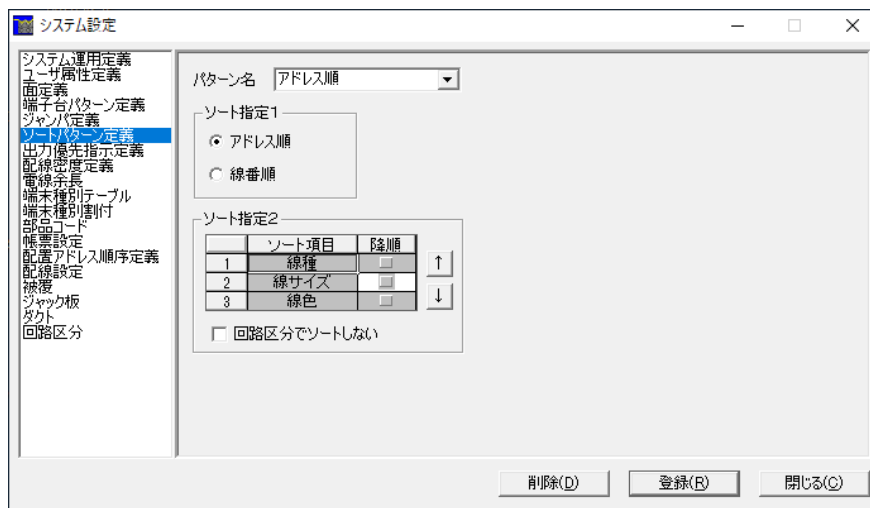 システム設定
システム運用定義
ユーザ属性定義
面定義
端子台パターン定義
ジャンパ定義
ソートパターン定義
出力優先指示定義
配線密度定義
電線余長
端末種別テーブル
端末種別割付
部品コード
帳票設定
配置アドレス順序定義
配線設定
被覆
ジャック板
ダクト
回路区分
パターン名 アドレス順
ソート指定1
アドレス順
線番順
ソート指定2
ソート項目 降順
1 線種
2 線サイズ
3 線色
↑
↓
回路区分でソートしない
削除(D) 登録(R) 閉じる(C)